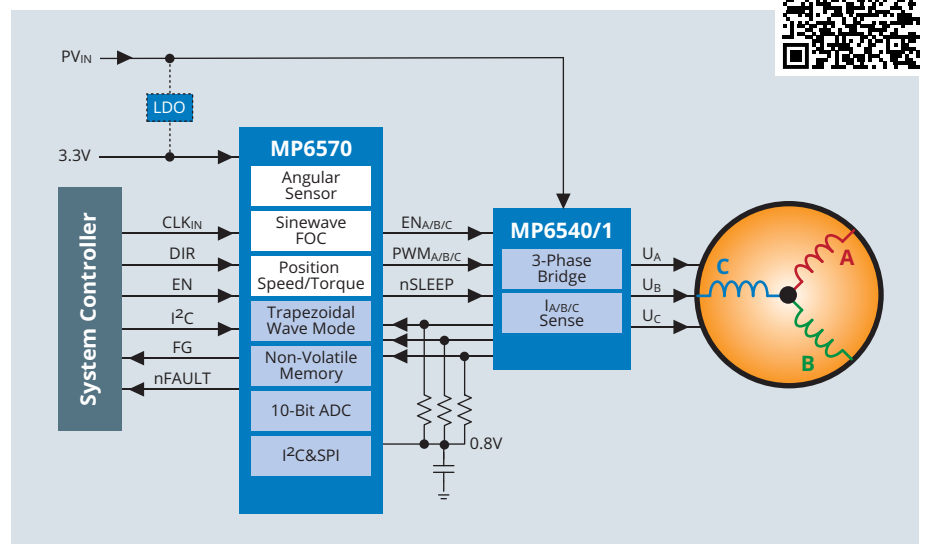 PVIN
LDO
3.3V
System Controller
CLKIN
DIR
EN
I²C
FG
nFAULT
MP6570
Angular
Sensor
Sinewave
FOC
Position
Speed/Torque
Trapezoidal
Wave Mode
Non-Volatile
Memory
10-Bit ADC
I²C&SPI
ENA/B/C
PWMA/B/C
nSLEEP
0.8V
MP6540/1
3-Phase
Bridge
IA/B/C
Sense
UA
UB
UC
C
A
B